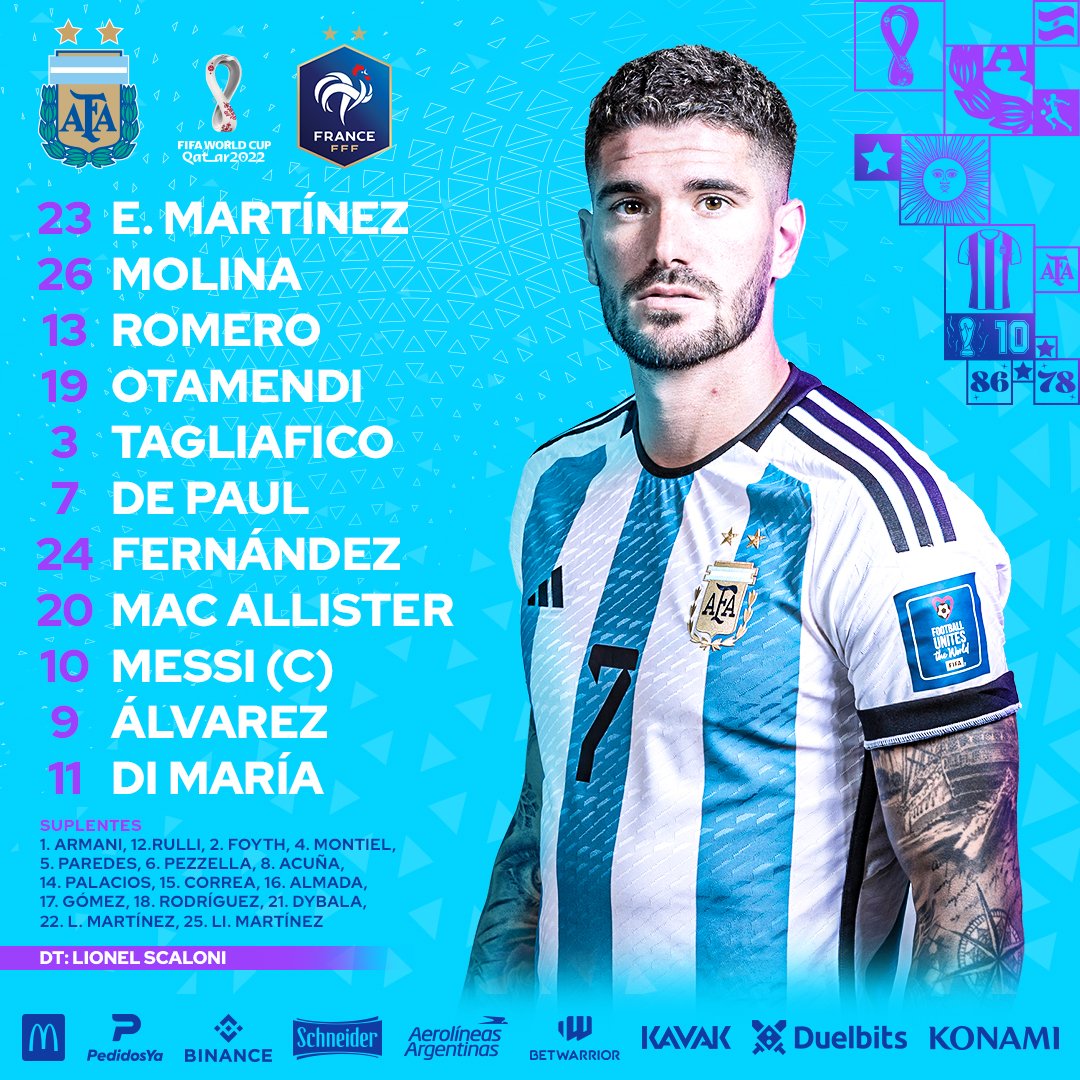 AFA
FIFA WORLD CUP
Qatar2022
FRANCE
FFF
23 E. MARTÍNEZ
26 MOLINA
13 ROMERO
19 OTAMENDI
3 TAGLIAFICO
7 DE PAUL
24 FERNÁNDEZ
20 MAC ALLISTER
10 MESSI (C)
9 ÁLVAREZ
11 DI MARÍA
SUPLENTES
1. ARMANI, 12.RULLI, 2. FOYTH, 4. MONTIEL,
5. PAREDES, 6. PEZZELLA, 8. ACUÑA,
14. PALACIOS, 15. CORREA, 16. ALMADA,
17. GÓMEZ, 18. RODRÍGUEZ, 21. DYBALA,
22. L. MARTÍNEZ, 25. LI. MARTÍNEZ
DT: LIONEL SCALONI
A
AFA
10
86
78
AFA
7
FOOTBALL
UNITES
the World
FIFA
M
PedidosYa
BINANCE
Schneider
Aerolíneas
Argentinas
BETWARRIOR
KAVAK
Duelbits
KONAMI